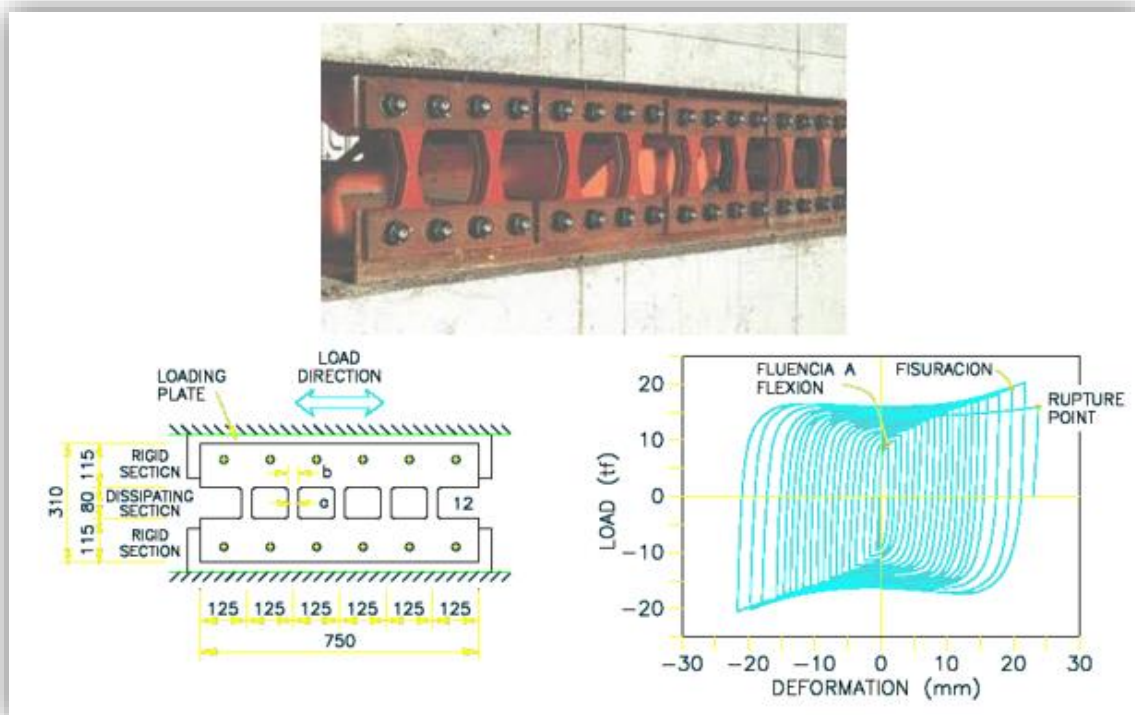 LOAD
DIRECTION
LOADING
PLATE
RIGID
SECTION
DISSIPATING
SECTION
RIGID
SECTION
310
115
80
115
b
a
12
125 125 125 125 125 125
750
FLUENCIA A
FLEXION
FISURACION
RUPTURE
POINT
LOAD (tf)
20
10
0
-10
-20
-30 -20 -10 0 10 20 30
DEFORMATION (mm)